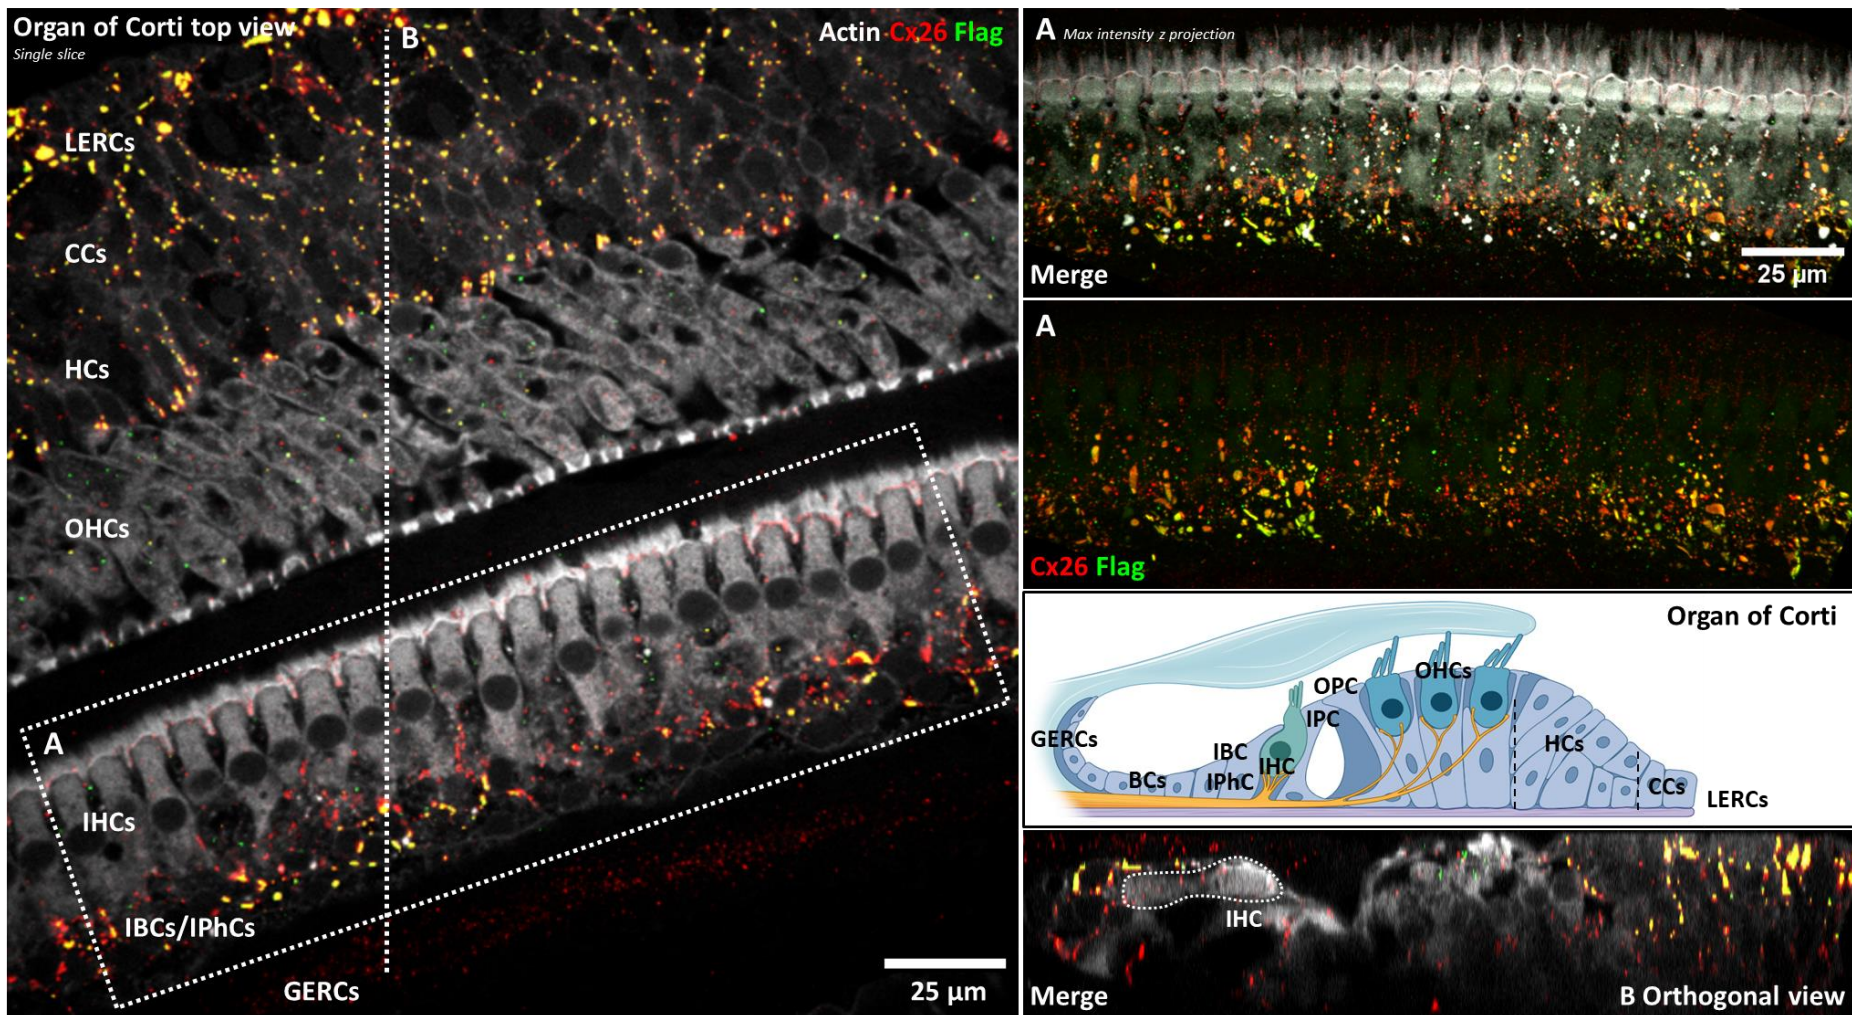 Organ of Corti top view
Single slice
B
Actin Cx26 Flag
LERCs
CCs
HCs
OHCs
A
IHCs
IBCs/IPhCs
GERCs
25 µm
A Max intensity z projection
Merge
25 µm
A
Cx26 Flag
Organ of Corti
OHCs
OPC
IPC
GERCs
IBC
HCs
IHC
BCs
IPhC
CCs
LERCs
IHC
Merge
B Orthogonal view